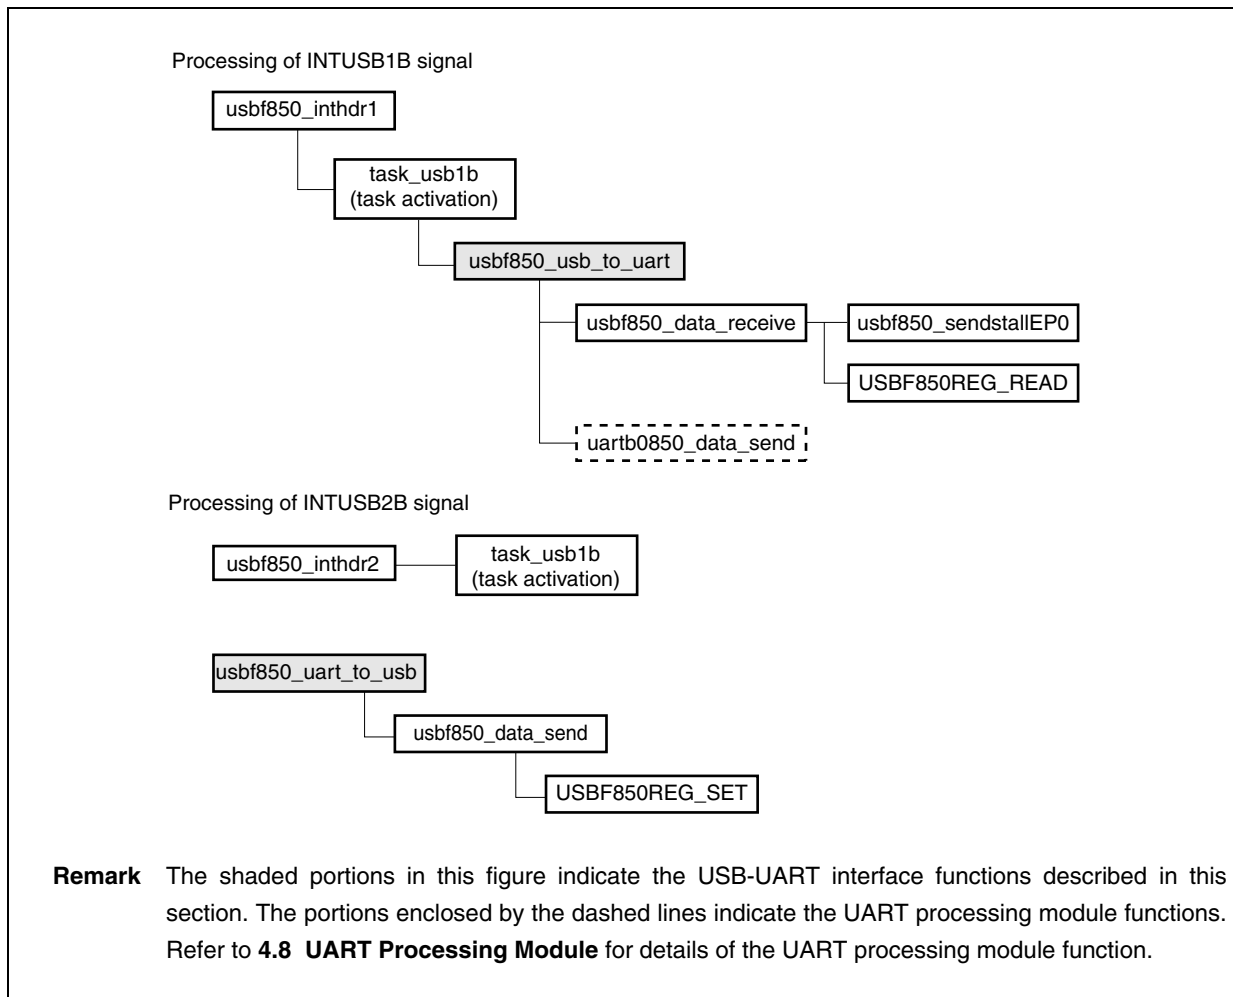 Processing of INTUSB1B signal
usbf850_inthdr1
task_usb1b
(task activation)
usbf850_usb_to_uart
usbf850_data_receive
usbf850_sendstallEP0
USBF850REG_READ
uartb0850_data_send
Processing of INTUSB2B signal
usbf850_inthdr2
task_usb1b
(task activation)
usbf850_uart_to_usb
usbf850_data_send
USBF850REG_SET
Remark The shaded portions in this figure indicate the USB-UART interface functions described in this
section. The portions enclosed by the dashed lines indicate the UART processing module functions.
Refer to 4.8 UART Processing Module for details of the UART processing module function.